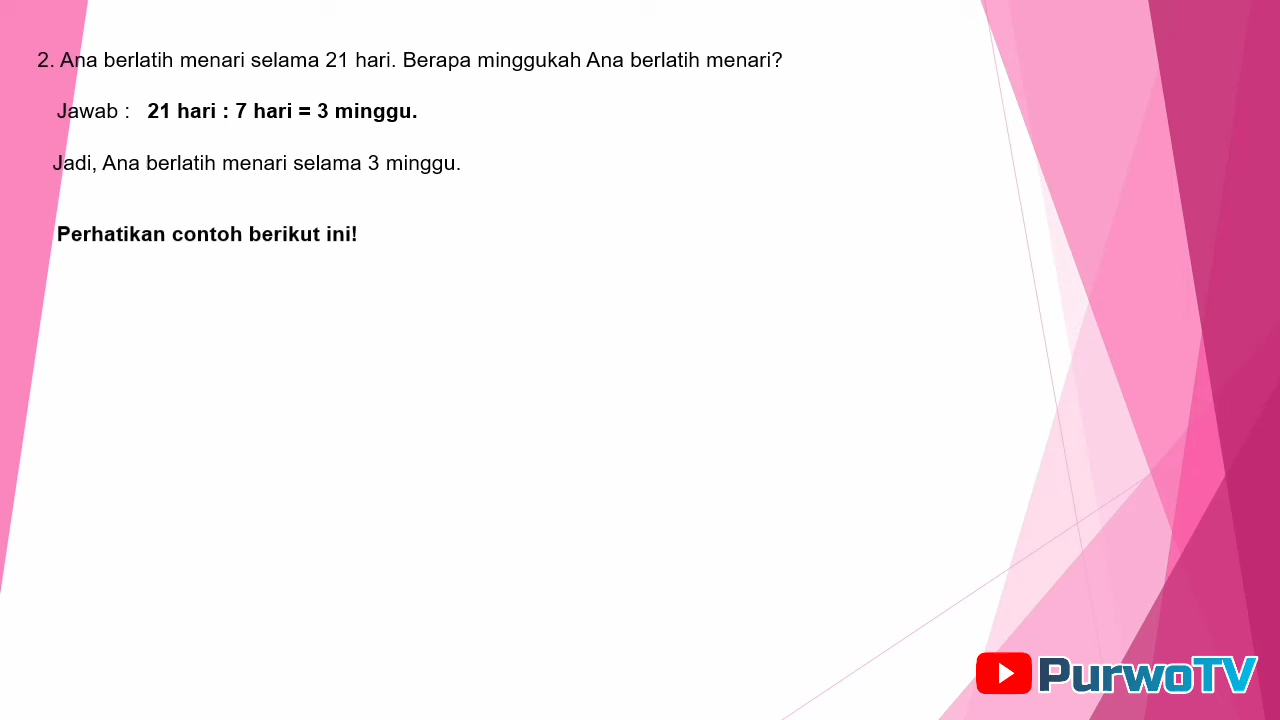 2. Ana berlatih menari selama 21 hari. Berapa minggukah Ana berlatih menari?
Jawab : 21 hari : 7 hari = 3 minggu.
Jadi, Ana berlatih menari selama 3 minggu.
Perhatikan contoh berikut ini!
PurwoTV